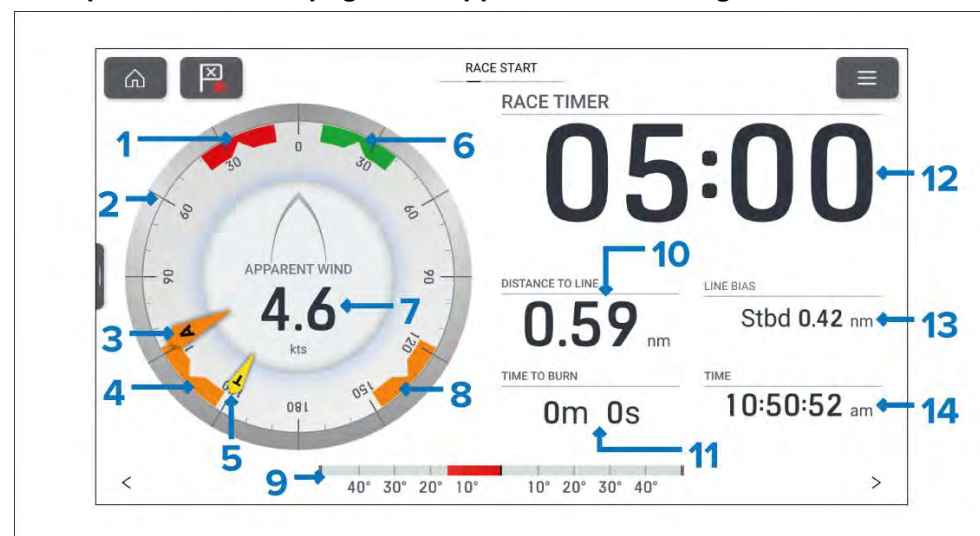 RACE START
RACE TIMER
1
6
0
30
30
05:00
12
2
60
60
10
90
90
APPARENT WIND
DISTANCE TO LINE
LINE BIAS
4.6
7
0.59 nm
Stbd 0.42 nm
13
3
A
kts
120
4
T
150
8
TIME TO BURN
TIME
180
0m 0s
10:50:52 am
14
5
11
9
<
40° 30° 20° 10° 10° 20° 30° 40°
>